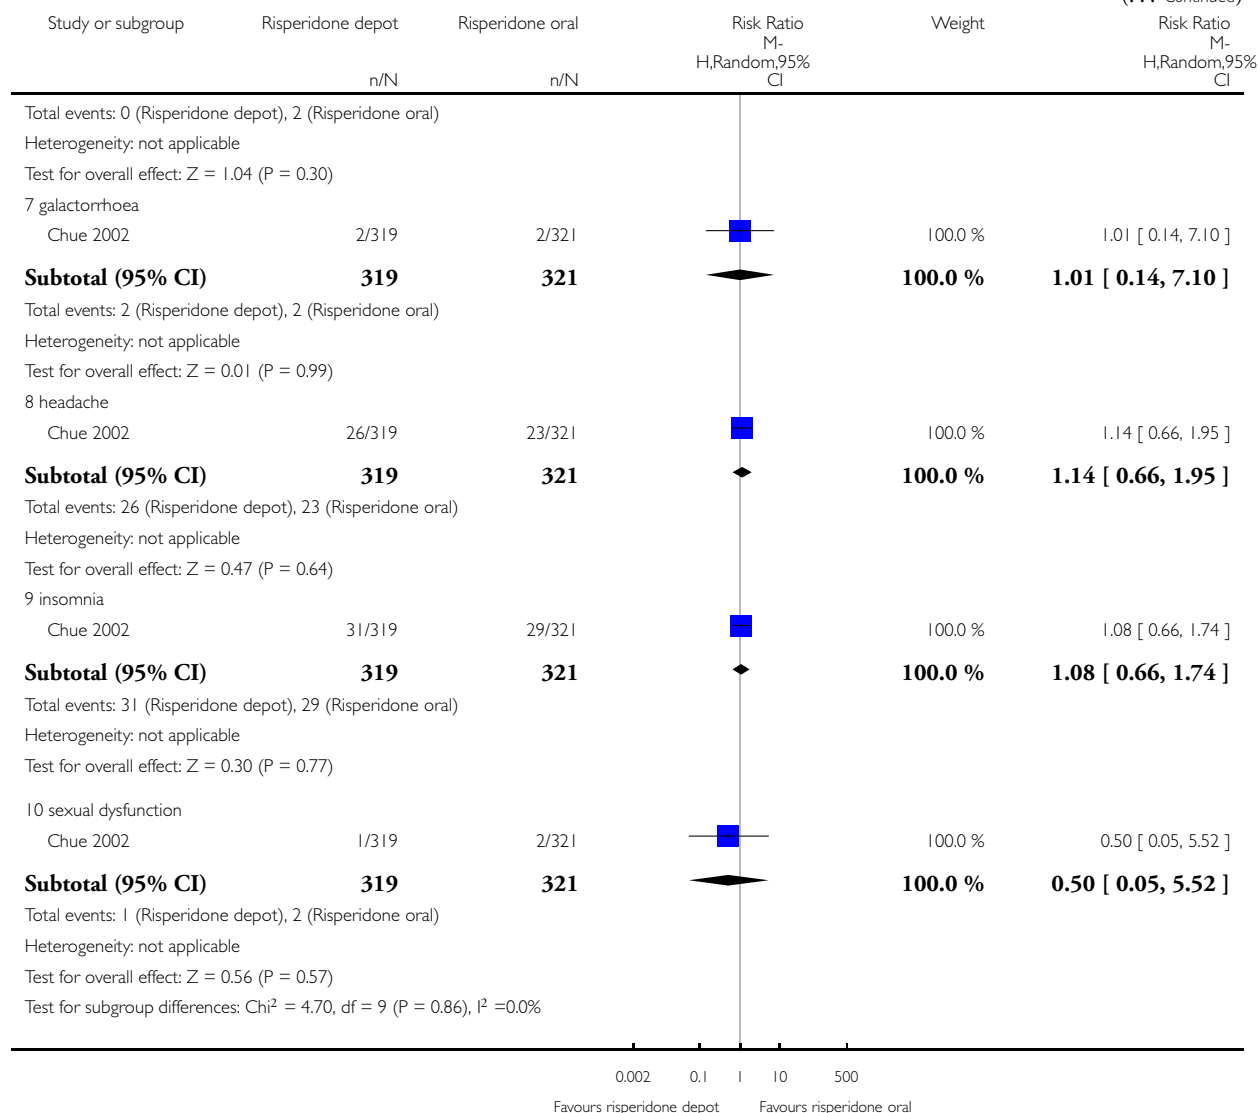 Continued)
Study or subgroup Risperidone depot Risperidone oral Risk Ratio Weight Risk Ratio
M- M-
H,Random,95% H,Random,95%
n/N n/N CI CI
Total events: 0 (Risperidone depot), 2 (Risperidone oral)
Heterogeneity: not applicable
Test for overall effect: Z = 1.04 (P = 0.30)
7 galactorrhoea
Chue 2002 2/319 2/321 100.0 % 1.01 [ 0.14, 7.10 ]
Subtotal (95% CI) 319 321 100.0 % 1.01 [ 0.14, 7.10 ]
Total events: 2 (Risperidone depot), 2 (Risperidone oral)
Heterogeneity: not applicable
Test for overall effect: Z = 0.01 (P = 0.99)
8 headache
Chue 2002 26/319 23/321 100.0 % 1.14 [ 0.66, 1.95 ]
Subtotal (95% CI) 319 321 100.0 % 1.14 [ 0.66, 1.95 ]
Total events: 26 (Risperidone depot), 23 (Risperidone oral)
Heterogeneity: not applicable
Test for overall effect: Z = 0.47 (P = 0.64)
9 insomnia
Chue 2002 31/319 29/321 100.0 % 1.08 [ 0.66, 1.74 ]
Subtotal (95% CI) 319 321 100.0 % 1.08 [ 0.66, 1.74 ]
Total events: 31 (Risperidone depot), 29 (Risperidone oral)
Heterogeneity: not applicable
Test for overall effect: Z = 0.30 (P = 0.77)
10 sexual dysfunction
Chue 2002 1/319 2/321 100.0 % 0.50 [ 0.05, 5.52 ]
Subtotal (95% CI) 319 321 100.0 % 0.50 [ 0.05, 5.52 ]
Total events: 1 (Risperidone depot), 2 (Risperidone oral)
Heterogeneity: not applicable
Test for overall effect: Z = 0.56 (P = 0.57)
Test for subgroup differences: Chi² = 4.70, df = 9 (P = 0.86), I² =0.0%
0.002 0.1 1 10 500
Favours risperidone depot Favours risperidone oral